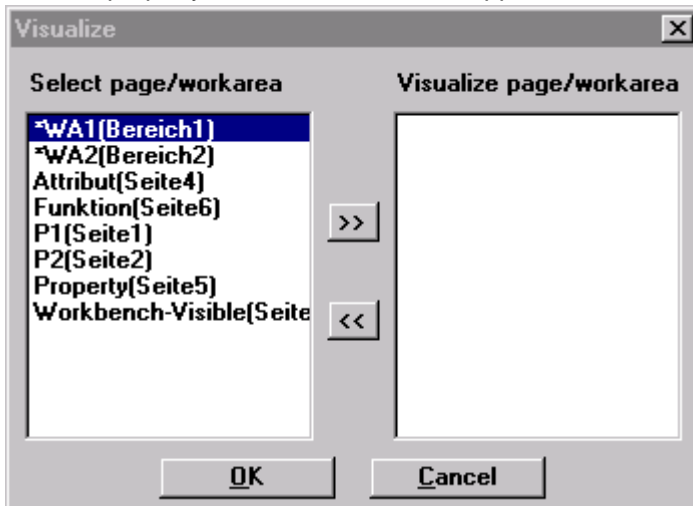 Visualize
Select page/workarea
Visualize page/workarea
*WA1(Bereich1)
*WA2(Bereich2)
Attribut(Seite4)
Funktion(Seite6)
P1(Seite1)
P2(Seite2)
Property(Seite5)
Workbench-Visible(Seite
>>
<<
OK
Cancel